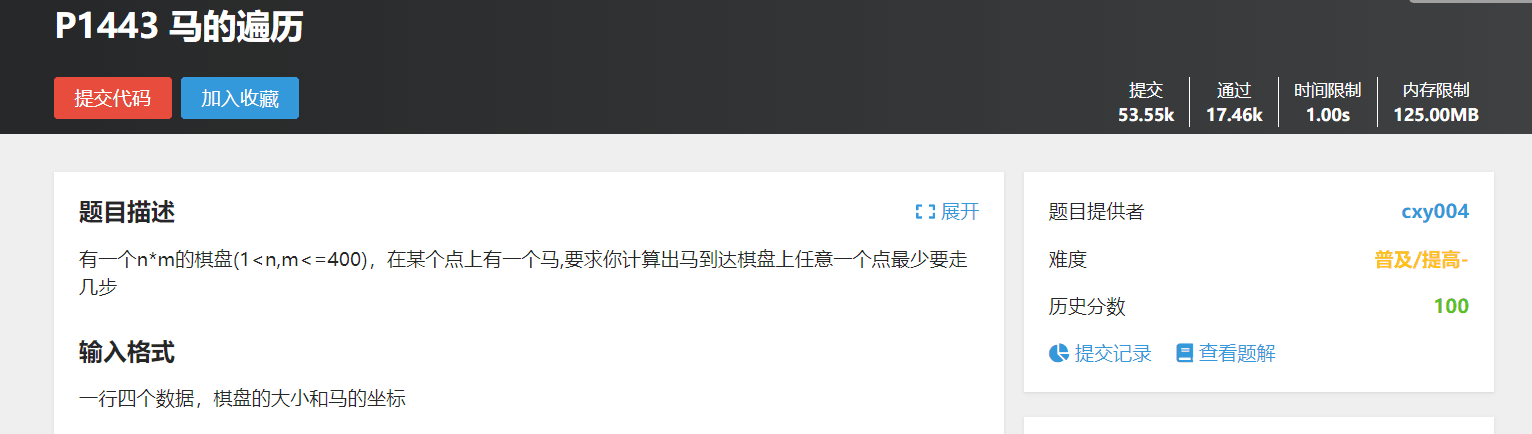 P1443 马的遍历
提交代码
加入收藏
提交
53.55k
通过
17.46k
时间限制
1.00s
内存限制
125.00MB
题目描述
展开
有一个n*m的棋盘(1<n,m<=400)，在某个点上有一个马,要求你计算出马到达棋盘上任意一个点最少要走
几步
输入格式
一行四个数据，棋盘的大小和马的坐标
题目提供者
cxy004
难度
普及/提高-
历史分数
100
提交记录
查看题解